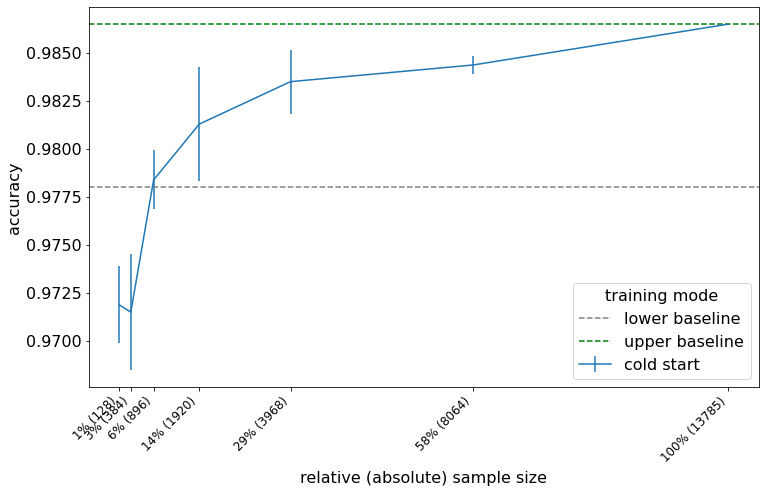 0.9850
0.9825
0.9800
0.9775
0.9750
0.9725
0.9700
accuracy
training mode
lower baseline
upper baseline
cold start
1% (128)
3% (384)
6% (896)
14% (1920)
29% (3968)
58% (8064)
100% (13785)
relative (absolute) sample size